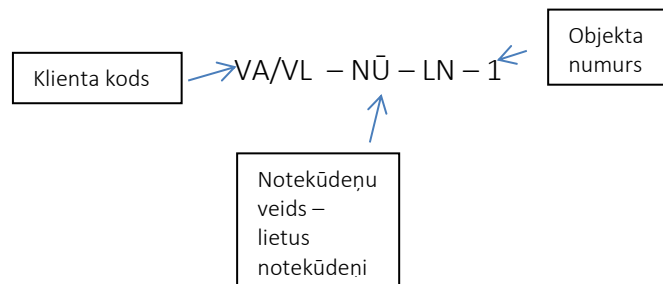 Klienta kods
VA/VL – NŪ – LN – 1
Objekta
numurs
Notekūdeņu
veids –
lietus
notekūdeņi